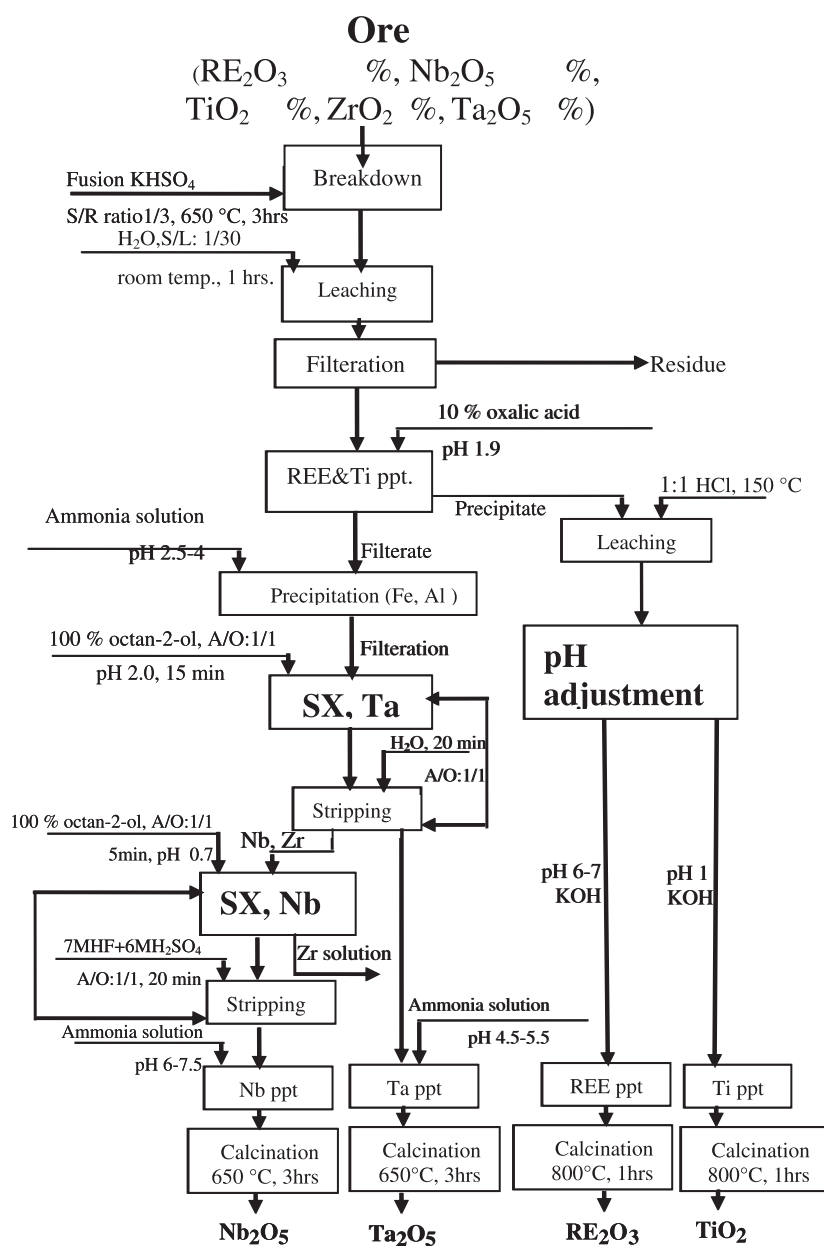 Ore
(RE₂O₃ %, Nb₂O₅ %,
TiO₂ %, ZrO₂ %, Ta₂O₅ %)
Fusion KHSO₄
Breakdown
S/R ratio1/3, 650 °C, 3hrs
H₂O,S/L: 1/30
room temp., 1 hrs.
Leaching
Filteration
Residue
10 % oxalic acid
pH 1.9
REE&Ti ppt.
Precipitate
1:1 HCl, 150 °C
Leaching
Ammonia solution
pH 2.5-4
Filterate
Precipitation (Fe, Al )
100 % octan-2-ol, A/O:1/1
pH 2.0, 15 min
Filteration
pH
adjustment
SX, Ta
H₂O, 20 min
A/O:1/1
Stripping
100 % octan-2-ol, A/O:1/1
5min, pH 0.7
Nb, Zr
SX, Nb
pH 6-7
KOH
pH 1
KOH
7MHF+6MH₂SO₄
A/O:1/1, 20 min
Zr solution
Stripping
Ammonia solution
pH 6-7.5
Ammonia solution
pH 4.5-5.5
Nb ppt
Ta ppt
REE ppt
Ti ppt
Calcination
650 °C, 3hrs
Calcination
650°C, 3hrs
Calcination
800°C, 1hrs
Calcination
800°C, 1hrs
Nb₂O₅
Ta₂O₅
RE₂O₃
TiO₂